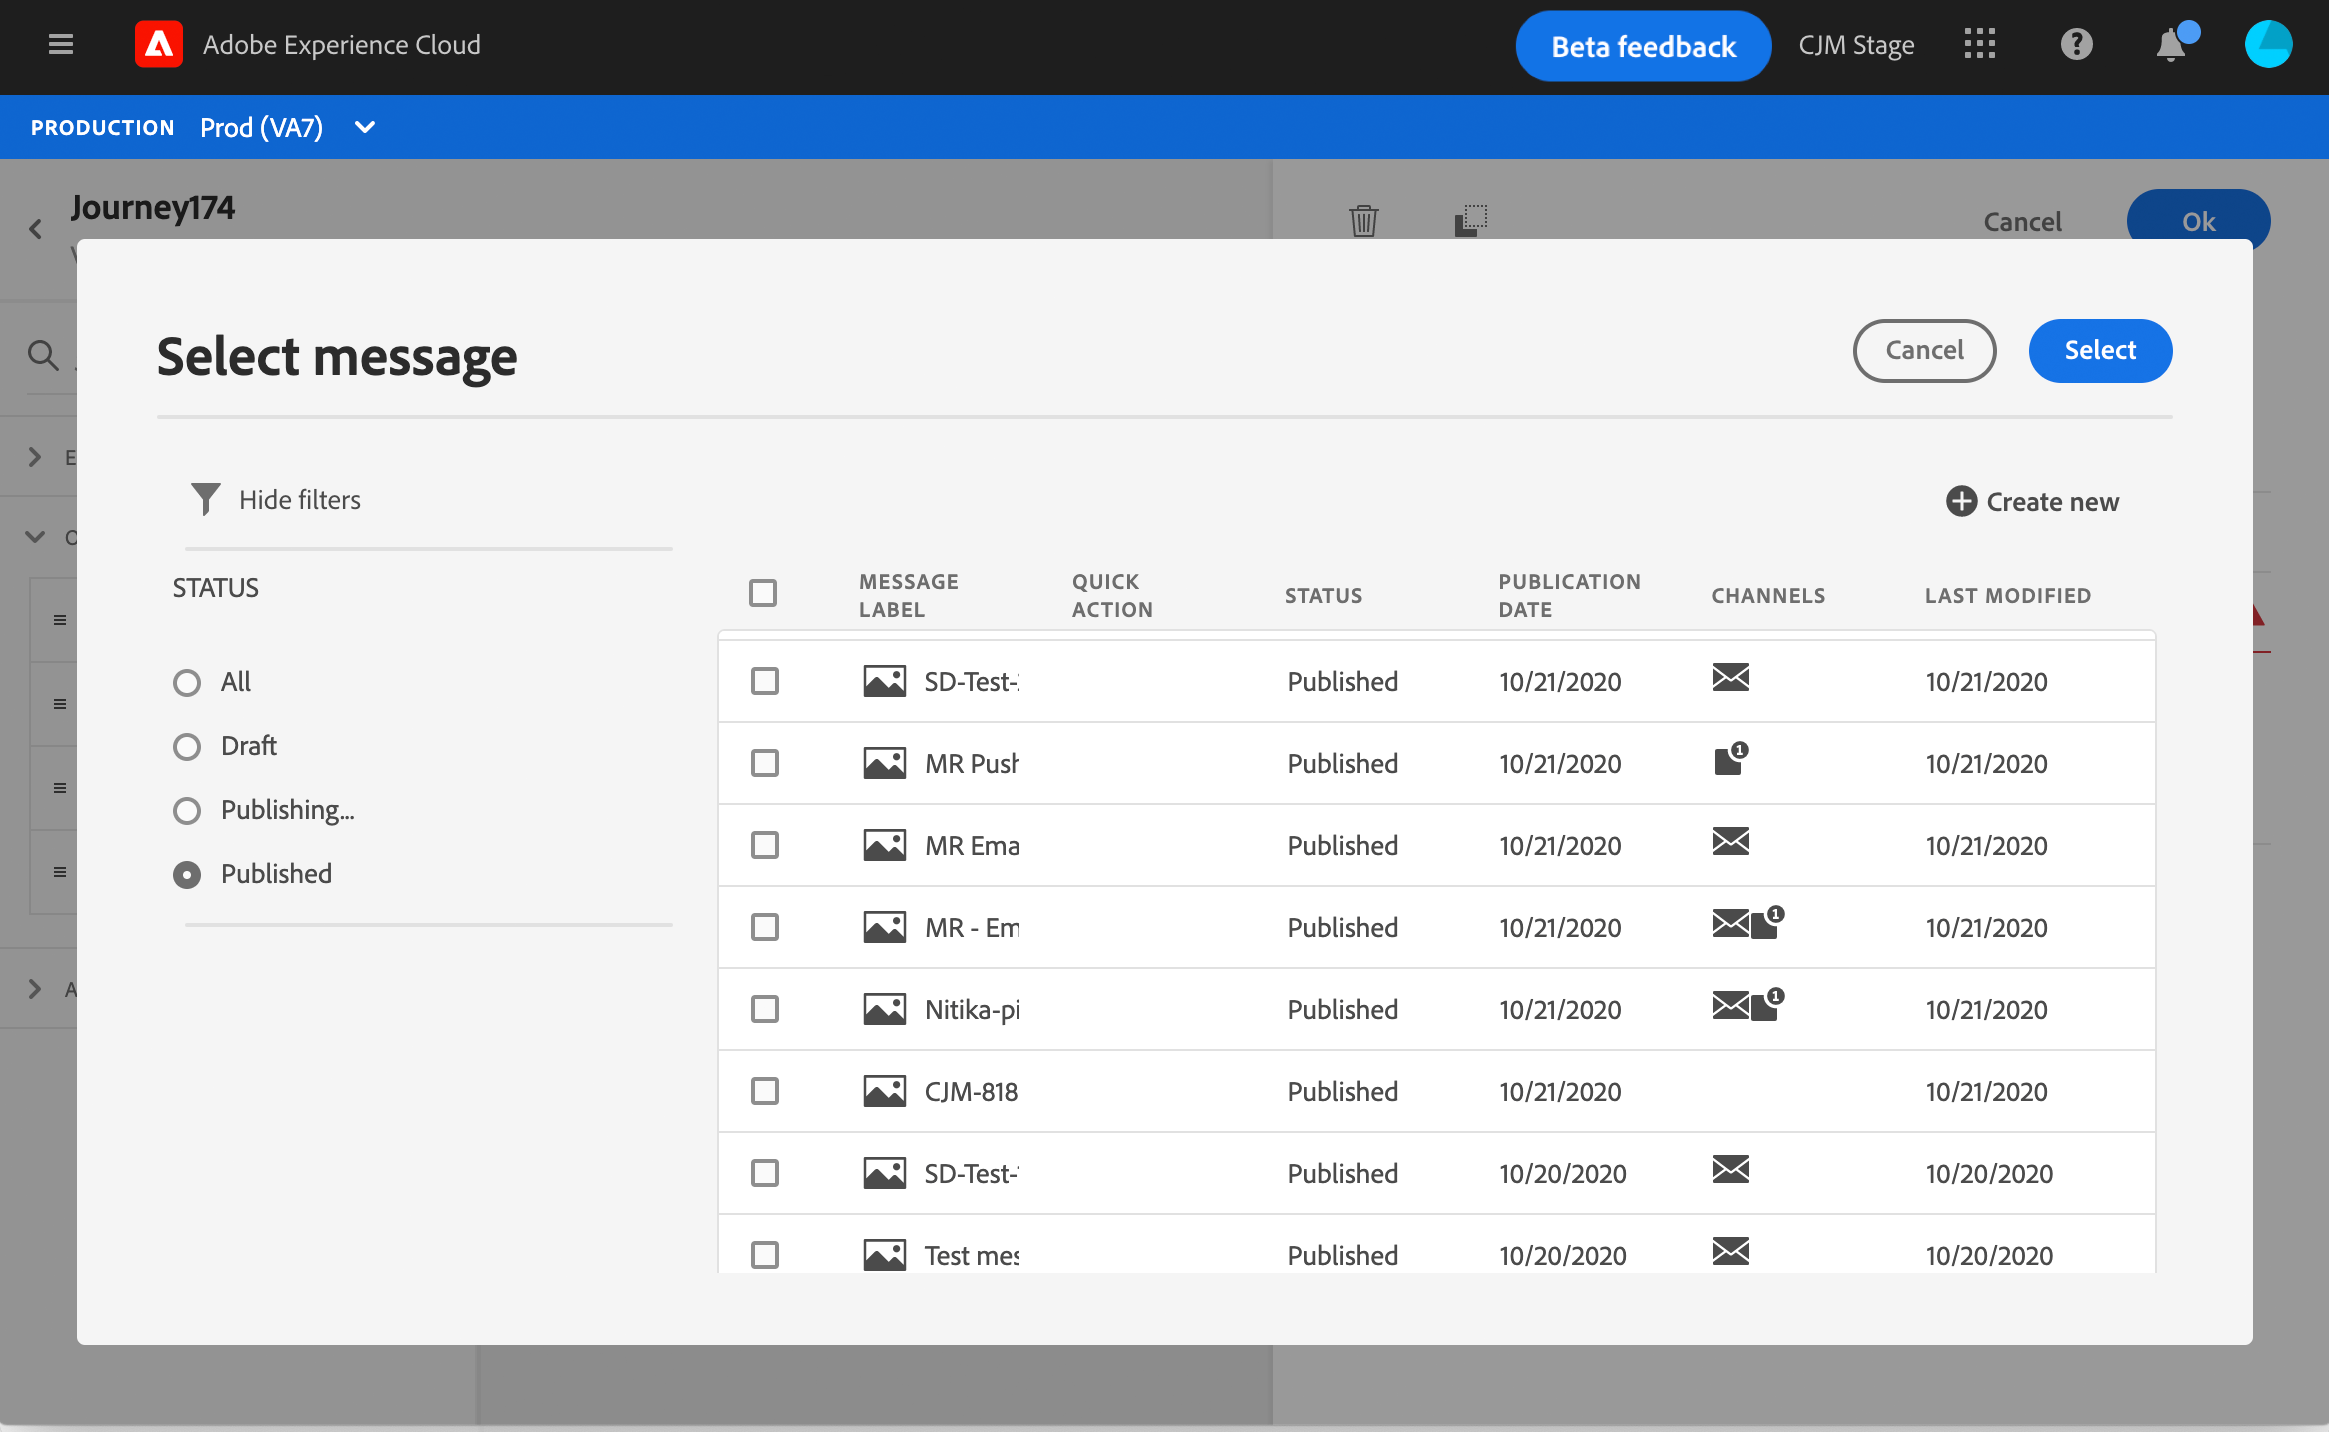 Adobe Experience Cloud
Beta feedback
CJM Stage
PRODUCTION Prod (VA7)
Journey174
Cancel
Ok
Select message
Cancel
Select
Hide filters
Create new
STATUS
All
Draft
Publishing...
Published
MESSAGE LABEL QUICK ACTION STATUS PUBLICATION DATE CHANNELS LAST MODIFIED
SD-Test- Published 10/21/2020 10/21/2020
MR Push Published 10/21/2020 1 10/21/2020
MR Ema Published 10/21/2020 10/21/2020
MR - Em Published 10/21/2020 1 10/21/2020
Nitika-pi Published 10/21/2020 1 10/21/2020
CJM-818 Published 10/21/2020 10/21/2020
SD-Test- Published 10/20/2020 10/20/2020
Test mes Published 10/20/2020 10/20/2020